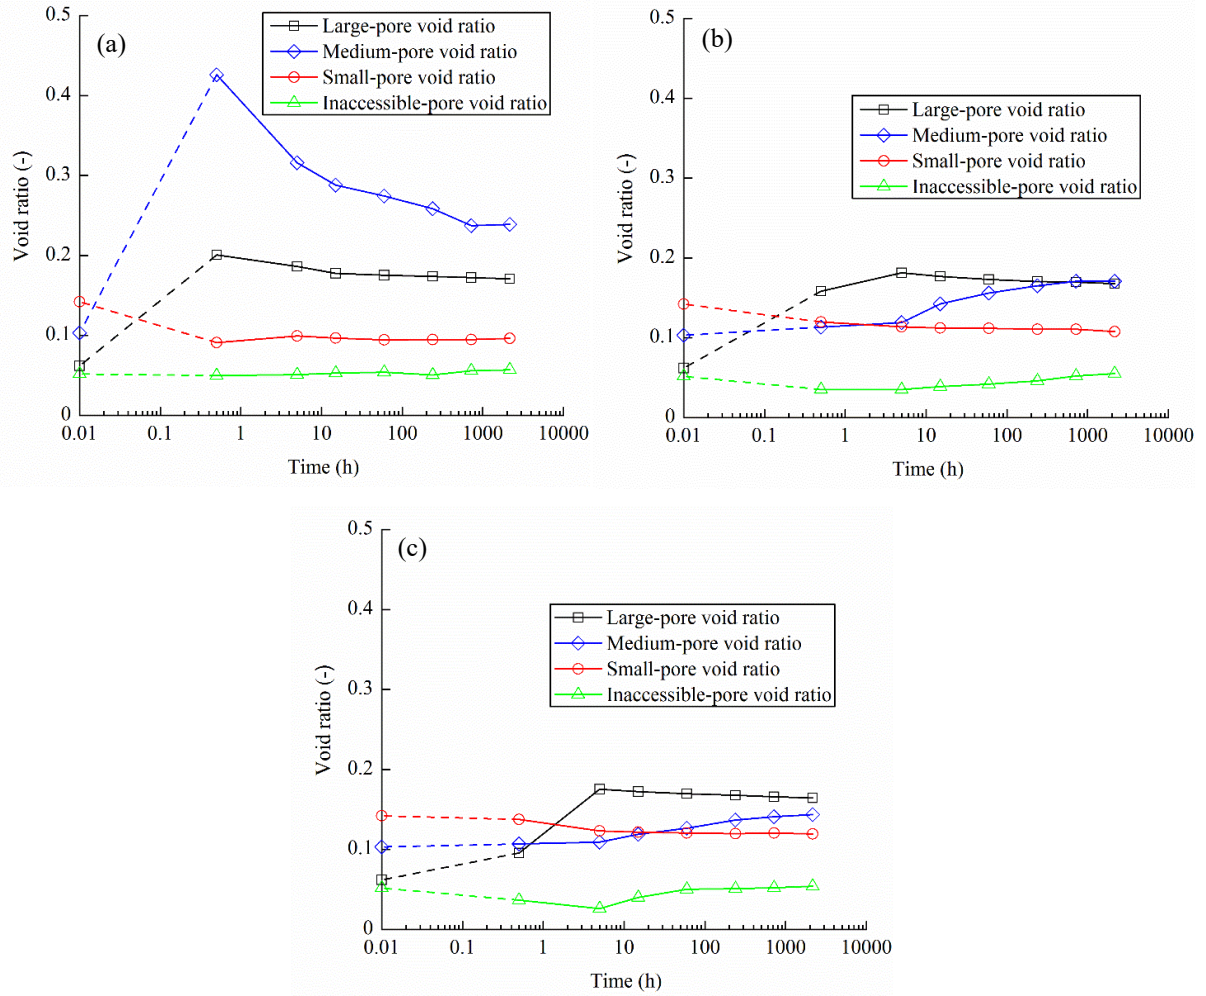 (a)
Large-pore void ratio
Medium-pore void ratio
Small-pore void ratio
Inaccessible-pore void ratio
0.5
0.4
0.3
0.2
0.1
0
Void ratio (-)
0.01 0.1 1 10 100 1000 10000
Time (h)
(b)
Large-pore void ratio
Medium-pore void ratio
Small-pore void ratio
Inaccessible-pore void ratio
0.5
0.4
0.3
0.2
0.1
0
Void ratio (-)
0.01 0.1 1 10 100 1000 10000
Time (h)
(c)
Large-pore void ratio
Medium-pore void ratio
Small-pore void ratio
Inaccessible-pore void ratio
0.5
0.4
0.3
0.2
0.1
0
Void ratio (-)
0.01 0.1 1 10 100 1000 10000
Time (h)